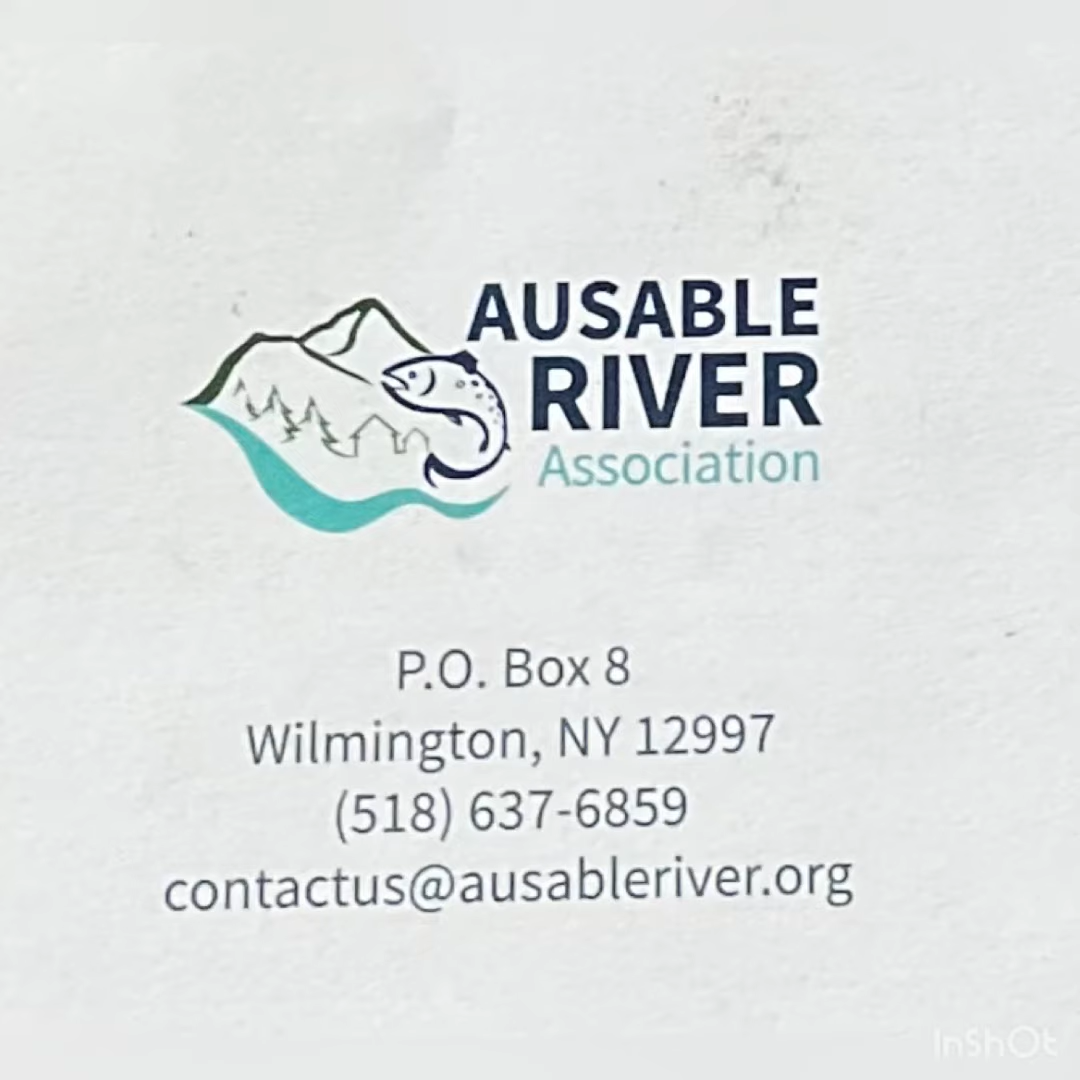 AUSABLE
RIVER
Association
P.O. Box 8
Wilmington, NY 12997
(518) 637-6859
contactus@ausableriver.org
InShOt